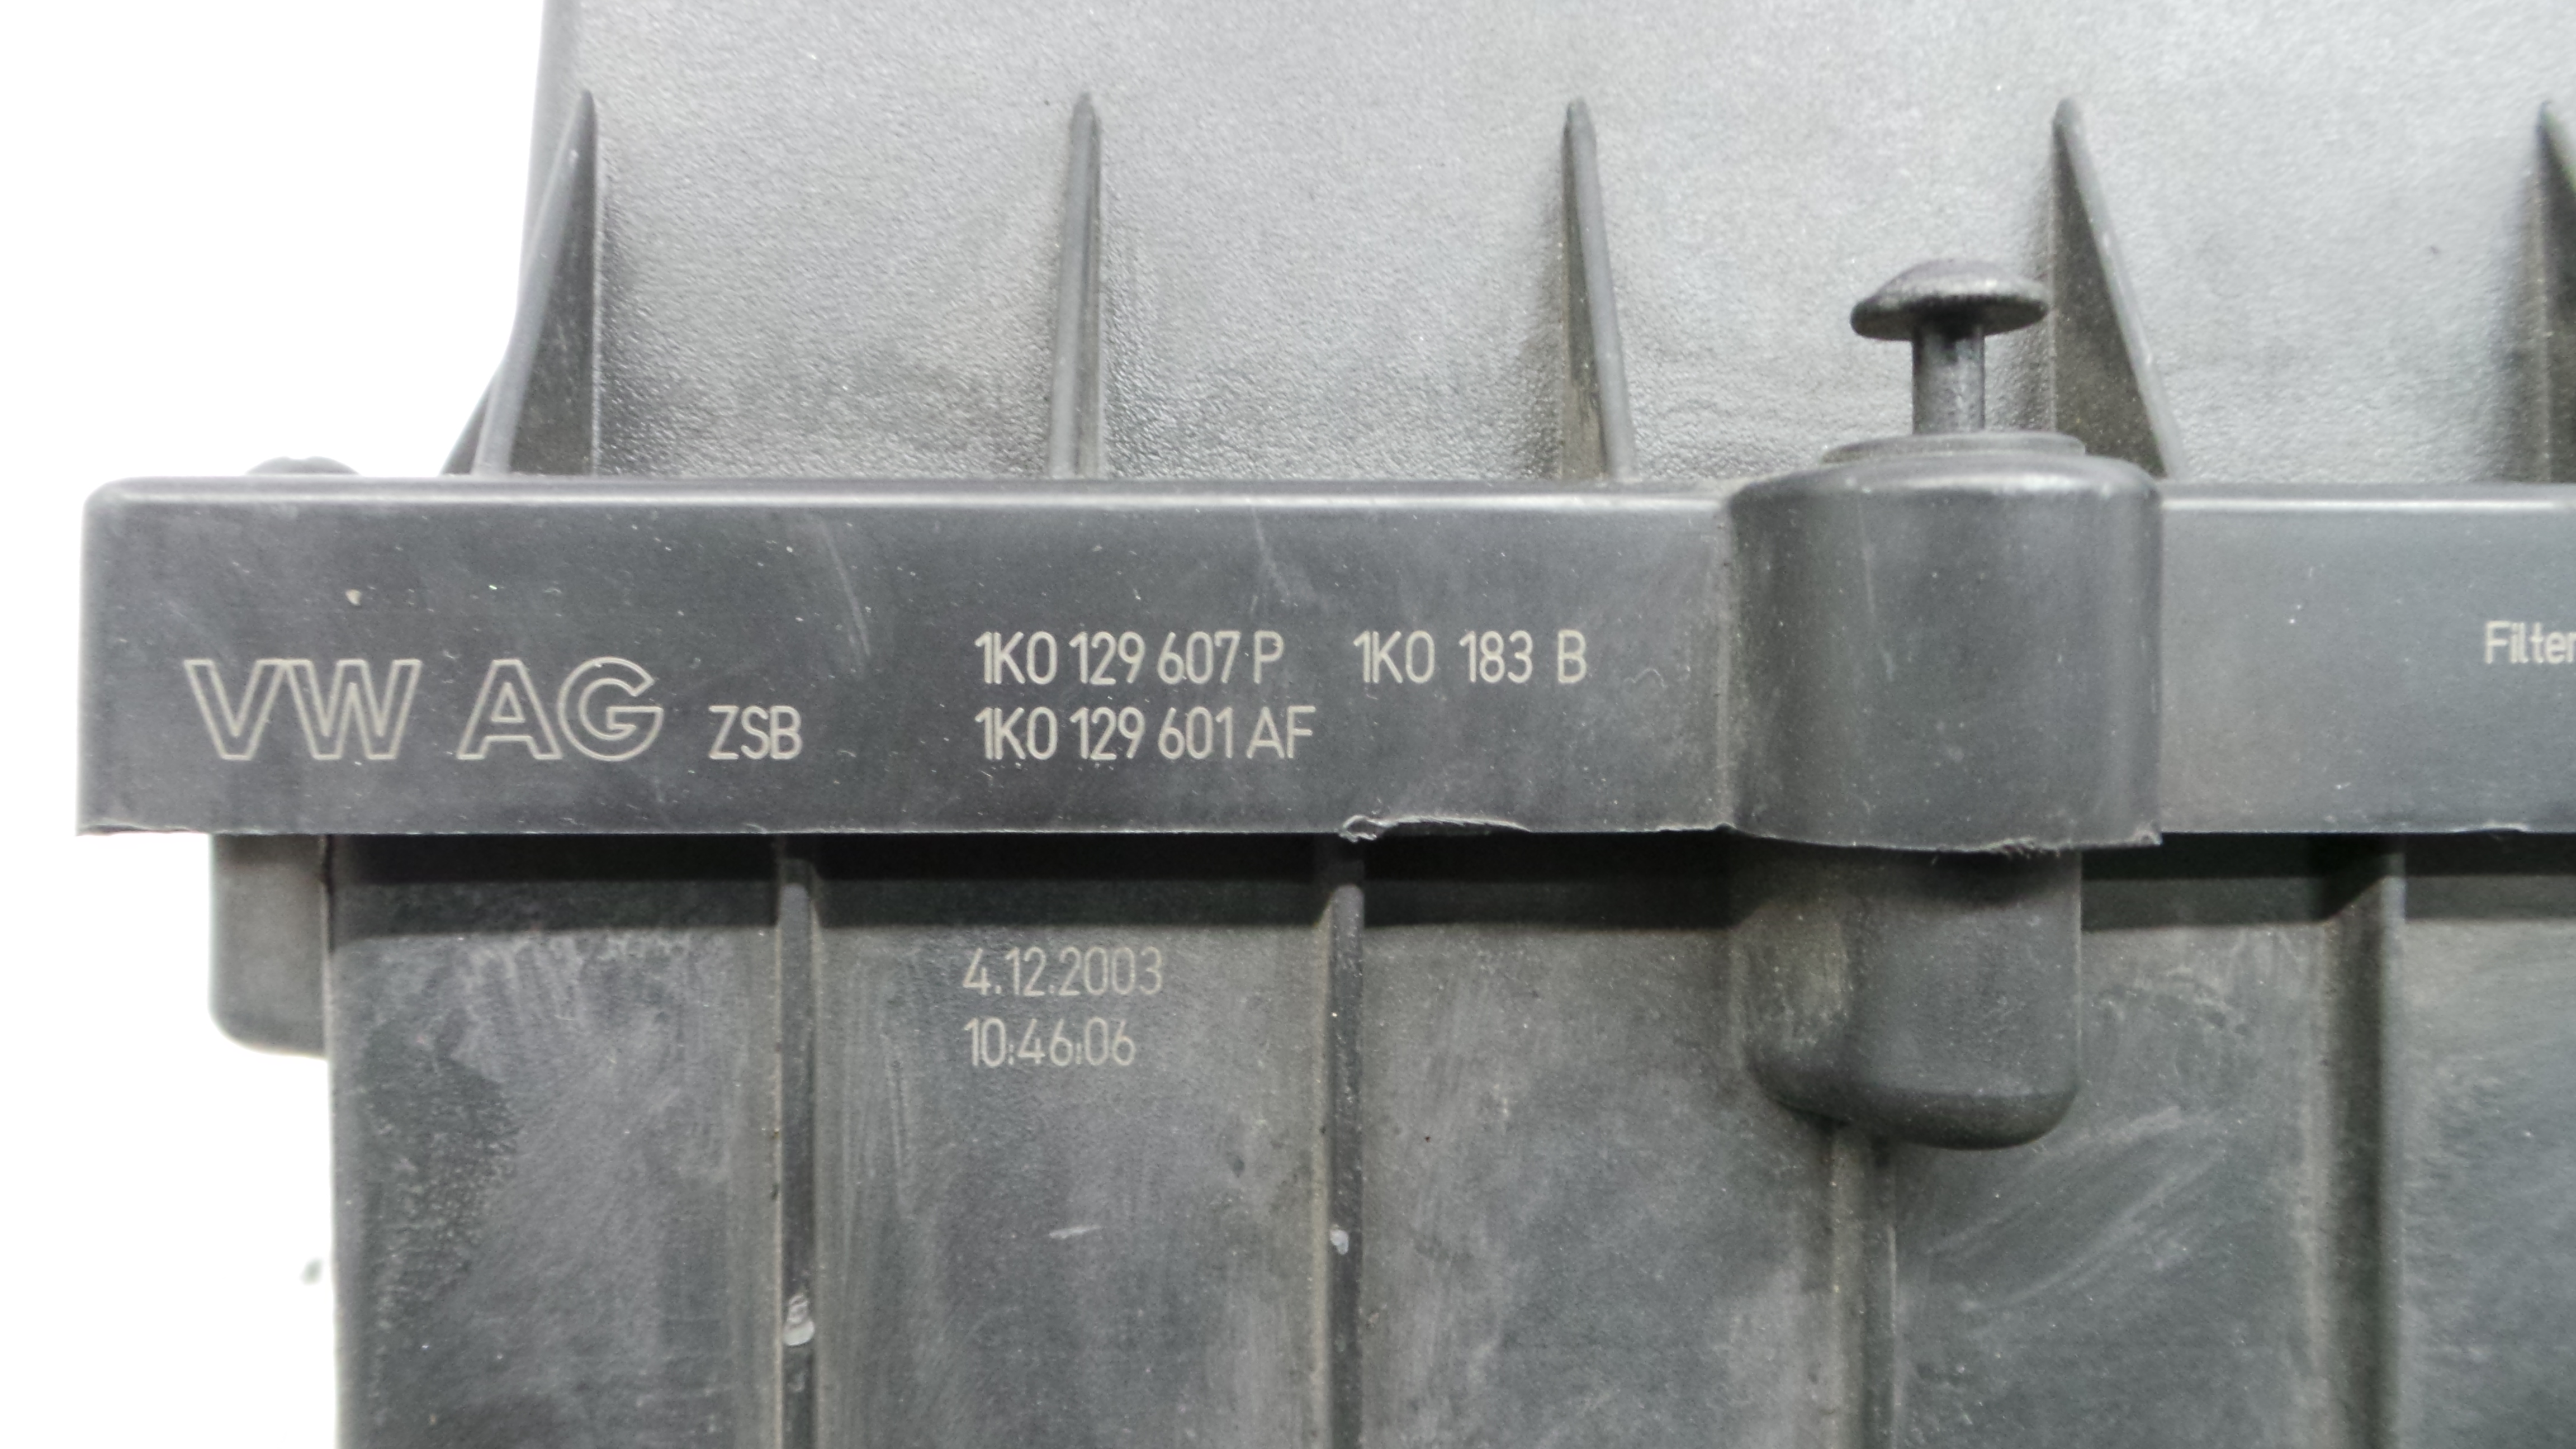 VW AG ZSB
1K0 129 607 P 1K0 183 B
1K0 129 601 AF
Filter
4.12.2003
10:46:06